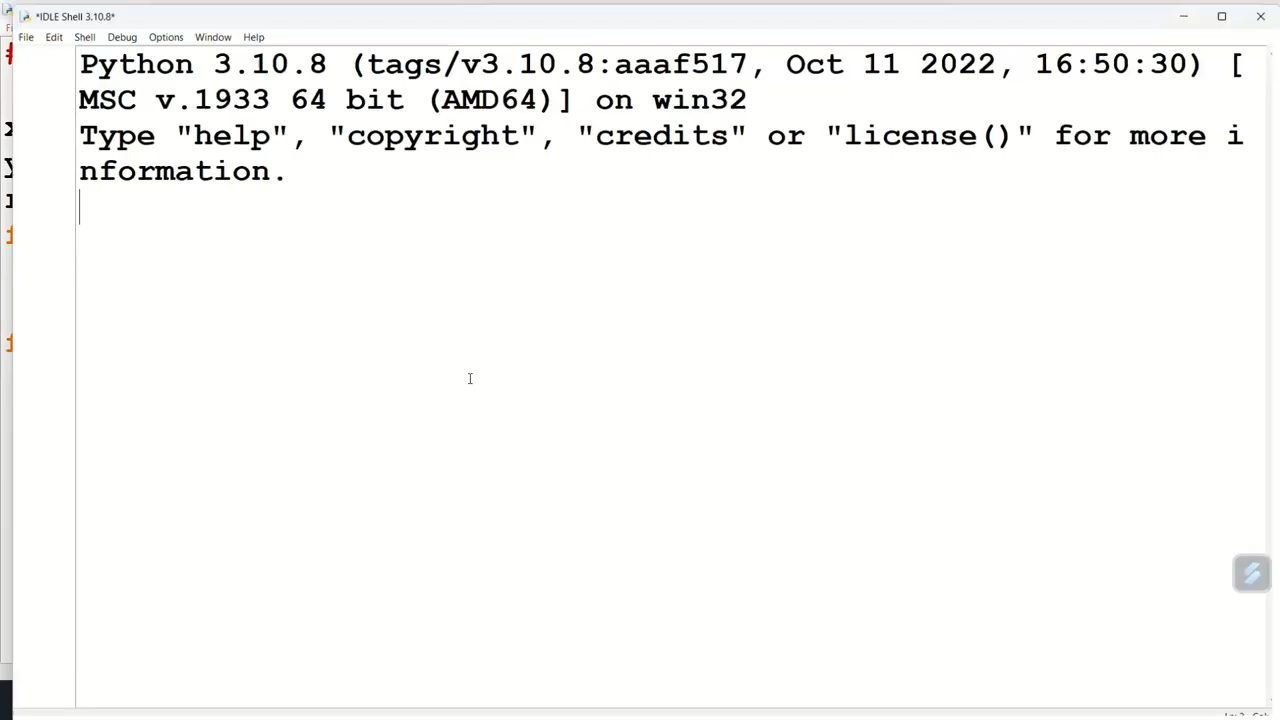 *IDLE Shell 3.10.8*
File Edit Shell Debug Options Window Help
Python 3.10.8 (tags/v3.10.8:aaaf517, Oct 11 2022, 16:50:30) [
MSC v.1933 64 bit (AMD64)] on win32
Type "help", "copyright", "credits" or "license()" for more i
nformation.